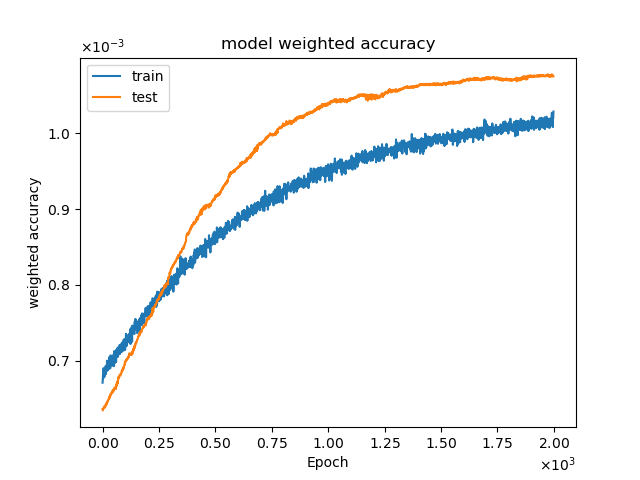 model weighted accuracy
×10⁻³
train
test
1.0
0.9
0.8
0.7
weighted accuracy
0.00 0.25 0.50 0.75 1.00 1.25 1.50 1.75 2.00
Epoch
×10³